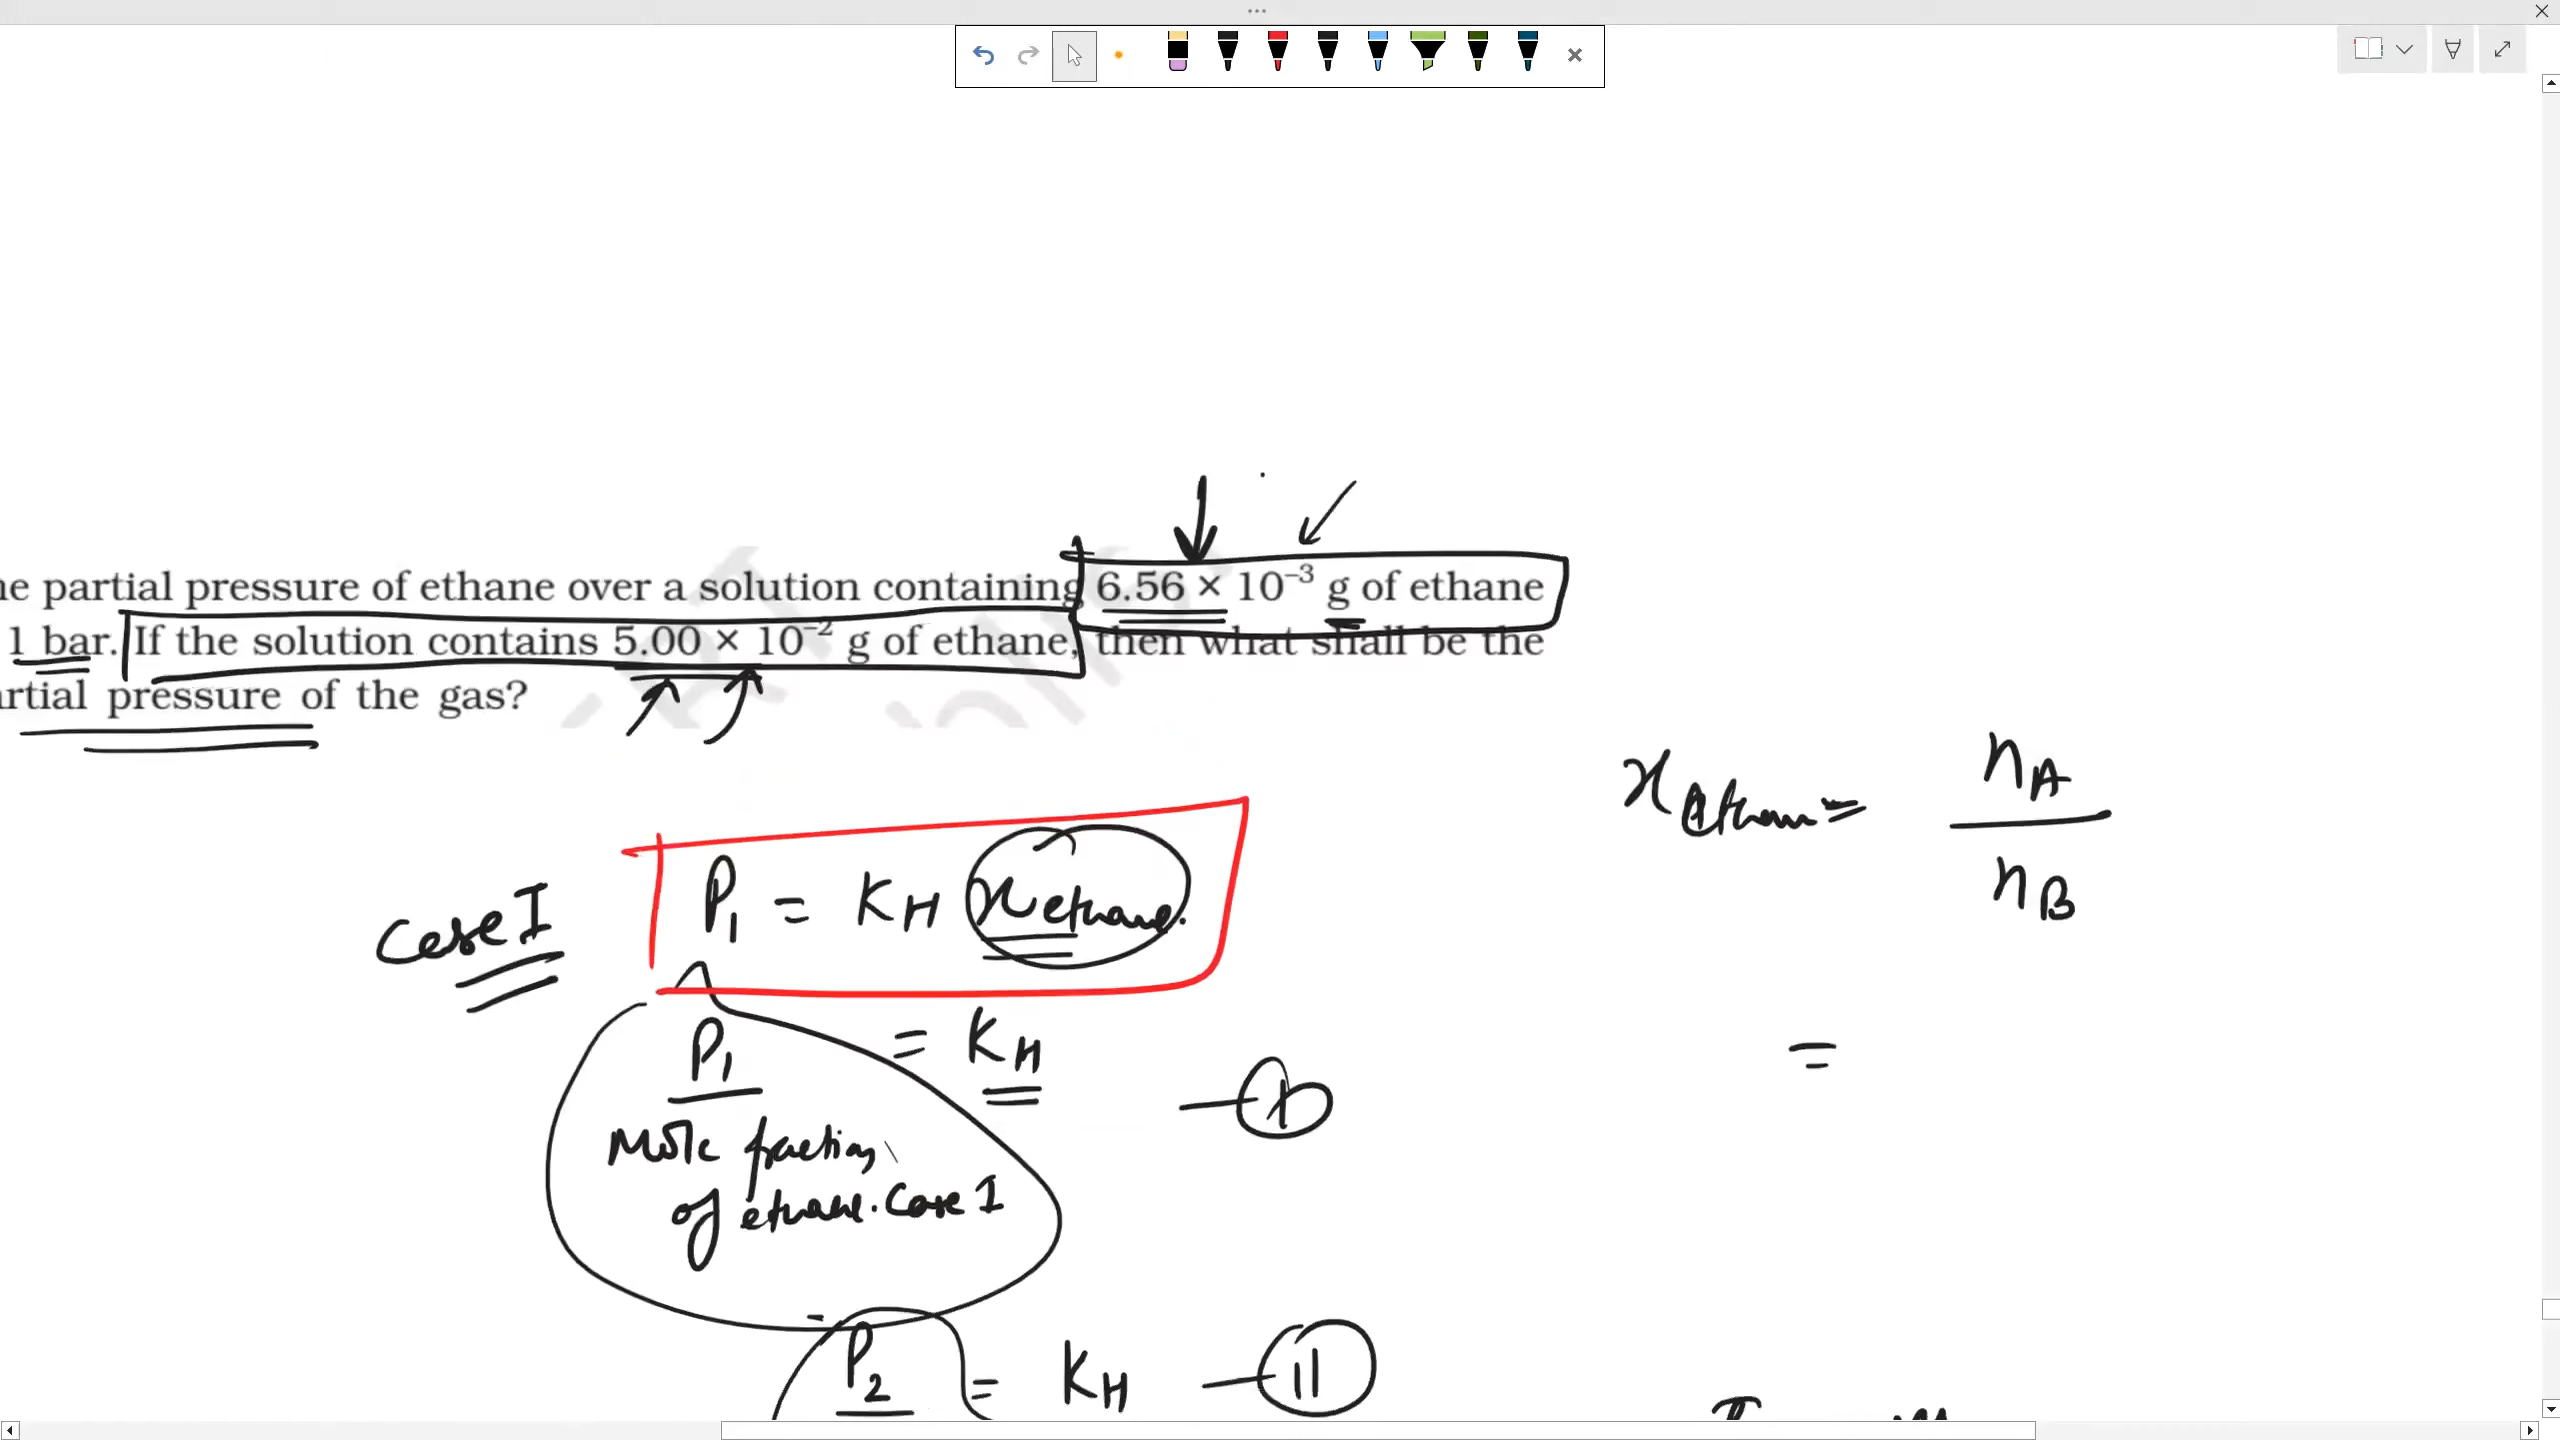 he partial pressure of ethane over a solution containing 6.56 × 10⁻³ g of ethane
1 bar. If the solution contains 5.00 × 10⁻² g of ethane, then what shall be the
artial pressure of the gas?
Case I
P₁ = KH xethane.
P₁ = KH — I
Mole fraction
of ethane. Case I
P₂ = KH — II
nA
nB
=